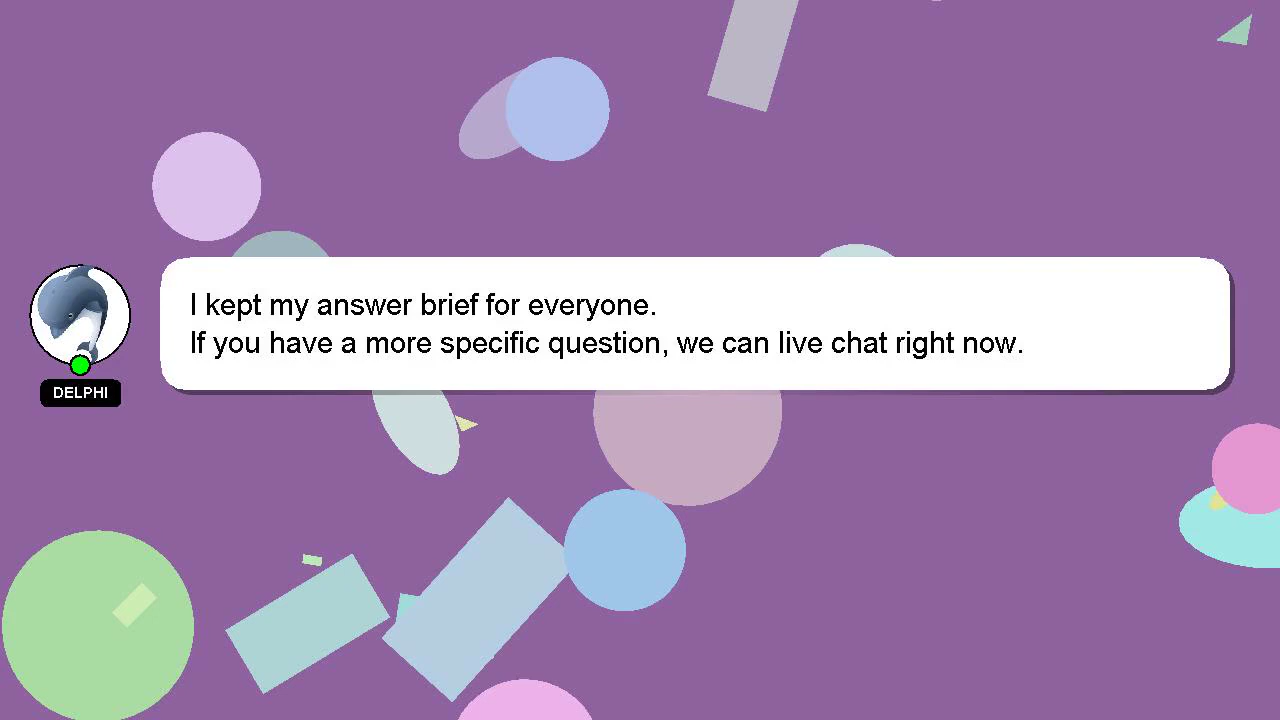 I kept my answer brief for everyone.
If you have a more specific question, we can live chat right now.
DELPHI